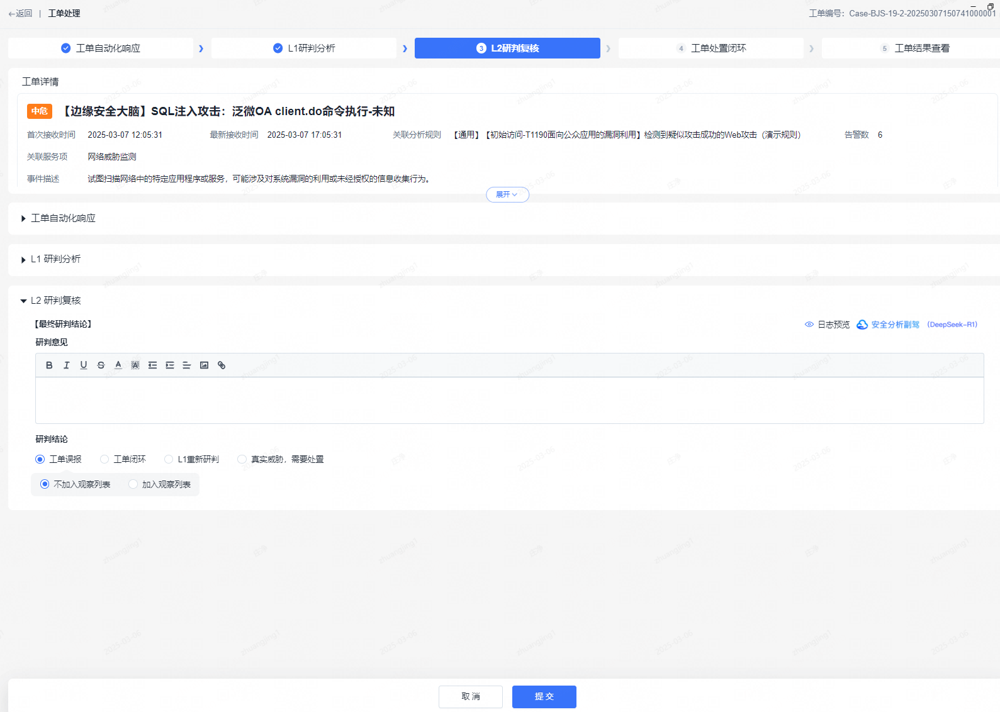 ←返回 | 工单处理
工单编号：Case-BJS-19-2-20250307150741000001
工单自动化响应
L1研判分析
3 L2研判复核
4 工单处置闭环
5 工单结果查看
工单详情
中危 【边缘安全大脑】SQL注入攻击：泛微OA client.do命令执行-未知
首次接收时间 2025-03-07 12:05:31 最新接收时间 2025-03-07 17:05:31 关联分析规则 【通用】【初始访问-T1190面向公众应用的漏洞利用】检测到疑似攻击成功的Web攻击（演示规则） 告警数 6
关联服务项 网络威胁监测
事件描述 试图扫描网络中的特定应用程序或服务，可能涉及对系统漏洞的利用或未经授权的信息收集行为。
展开
工单自动化响应
L1 研判分析
L2 研判复核
【最终研判结论】
日志预览 安全分析副驾 (DeepSeek-R1)
研判意见
B I U S A A
研判结论
工单误报 工单闭环 L1重新研判 真实威胁，需要处置
不加入观察列表 加入观察列表
取消 提交
zhuangjing1
庄净
2025-03-06